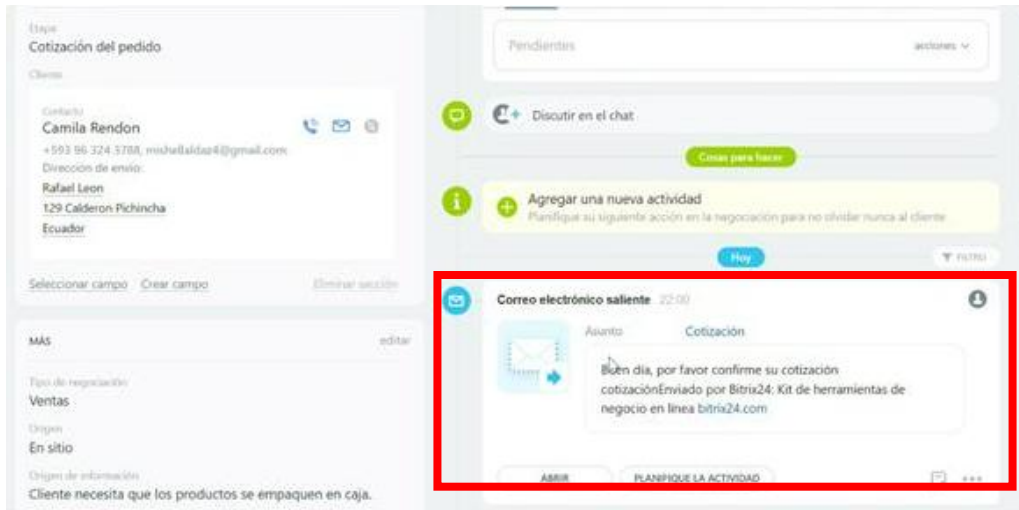 Etapa
Cotización del pedido
Cliente
Contacto
Camila Rendon
+593 96 324 3788,
Dirección de envío:
Rafael Leon
129 Calderon Pichincha
Ecuador
Seleccionar campo Crear campo Eliminar sección
MÁS editar
Tipo de negociación
Ventas
Origen
En sitio
Origen de información
Cliente necesita que los productos se empaquen en caja.
Pendientes acciones
Discutir en el chat
Cosas para hacer
Agregar una nueva actividad
Planifique su siguiente acción en la negociación para no olvidar nunca al cliente
Hoy FILTRO
Correo electrónico saliente 22:00
Asunto Cotización
Buen día, por favor confirme su cotización
cotizaciónEnviado por Bitrix24: Kit de herramientas de
negocio en línea bitrix24.com
ABRIR PLANIFIQUE LA ACTIVIDAD